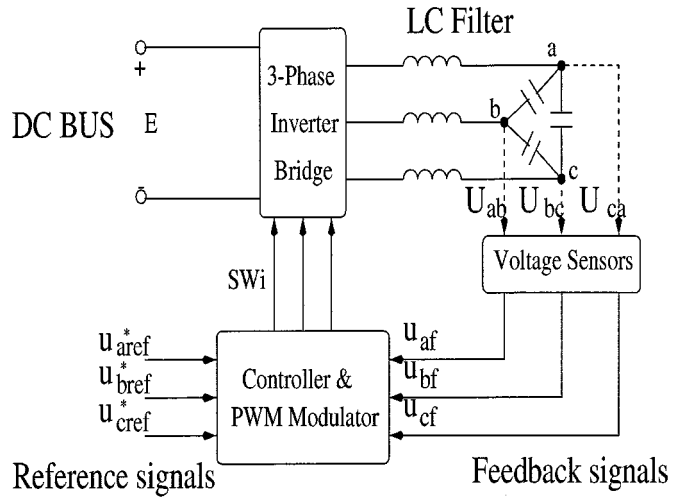 LC Filter
a
+
3-Phase
b
DC BUS
E
Inverter
Bridge
c
-
U_ab
U_bc
U_ca
SWi
Voltage Sensors
u*_aref
u_af
u*_bref
Controller &
u_bf
PWM Modulator
u*_cref
u_cf
Reference signals
Feedback signals